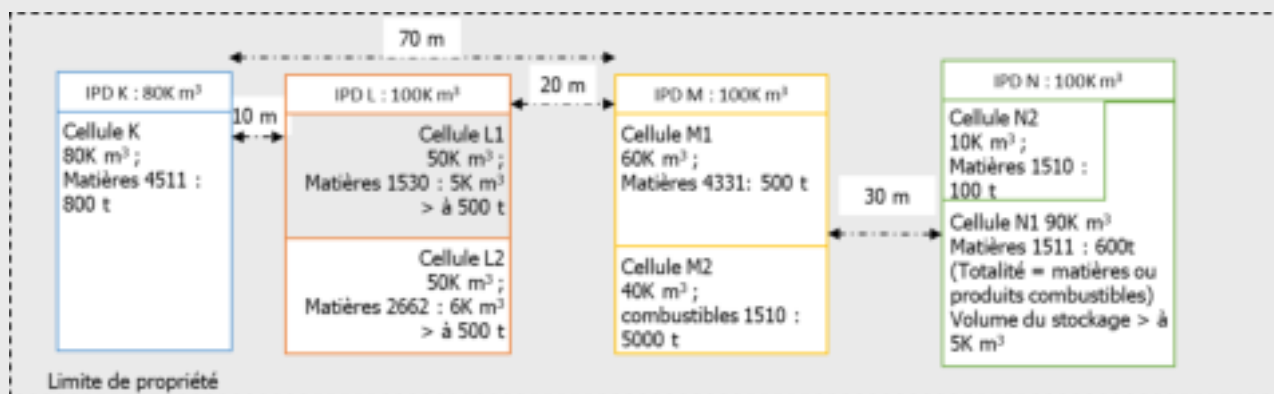 70 m
IPD K : 80K m³
10 m
Cellule K
80K m³ ;
Matières 4511 :
800 t
IPD L : 100K m³
20 m
Cellule L1
50K m³ ;
Matières 1530 : 5K m³
> à 500 t
Cellule L2
50K m³ ;
Matières 2662 : 6K m³
> à 500 t
IPD M : 100K m³
Cellule M1
60K m³ ;
Matières 4331: 500 t
Cellule M2
40K m³ ;
combustibles 1510 :
5000 t
30 m
IPD N : 100K m³
Cellule N2
10K m³ ;
Matières 1510 :
100 t
Cellule N1 90K m³
Matières 1511 : 600t
(Totalité = matières ou
produits combustibles)
Volume du stockage > à
5K m³
Limite de propriété